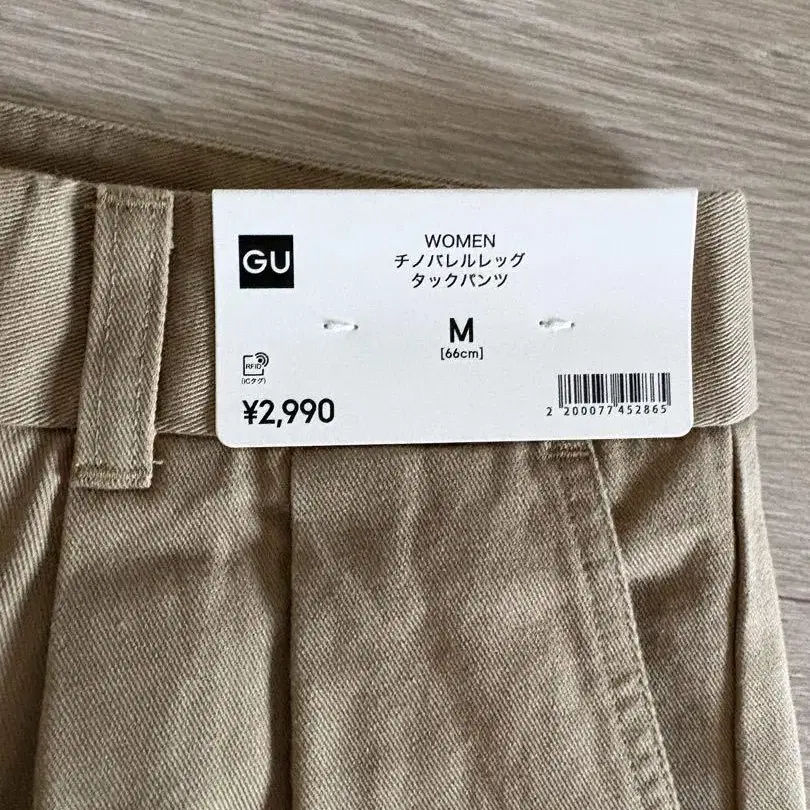 GU
WOMEN
チノバレルレッグ
タックパンツ
M
[66cm]
RFID
(ICタグ)
¥2,990
2 200077 452865